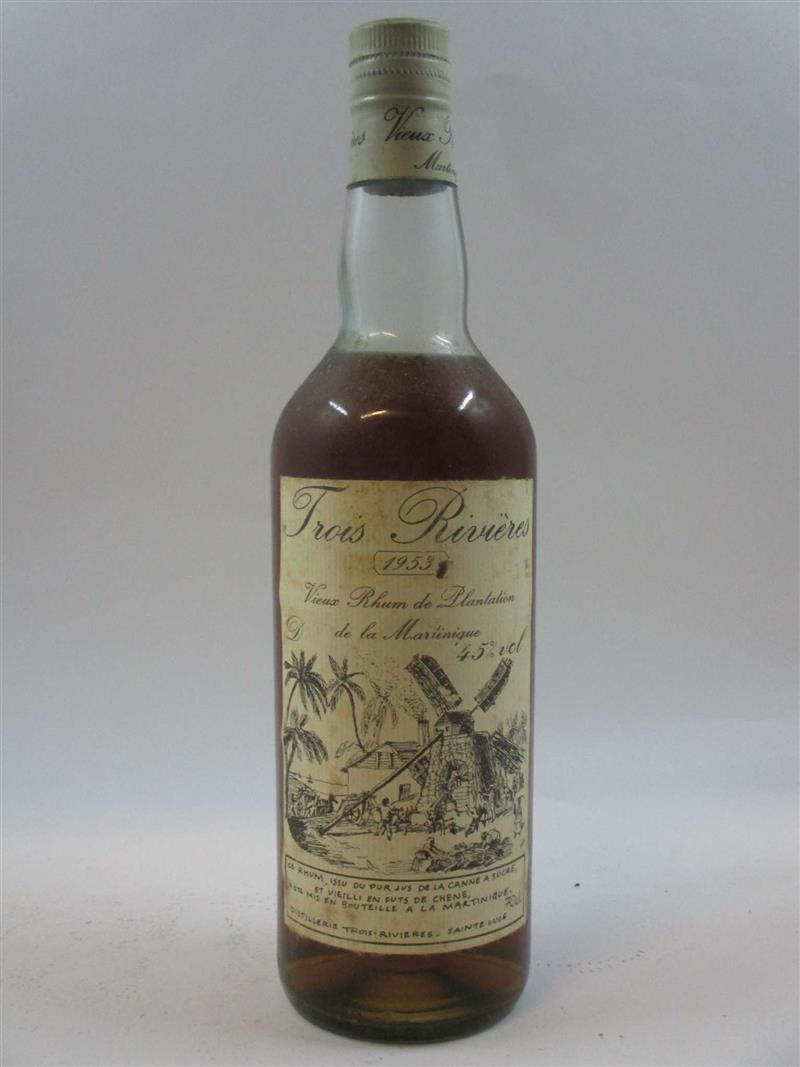 Vieux
Trois Rivières
1953
Vieux Rhum de Plantation
D de la Martinique
45% vol
CE RHUM, ISSU DU PUR JUS DE LA CANNE A SUCRE,
ET VIEILLI EN FUTS DE CHENE,
A ETE MIS EN BOUTEILLE A LA MARTINIQUE. 70cL
DISTILLERIE TROIS-RIVIERES - SAINTE LUCE